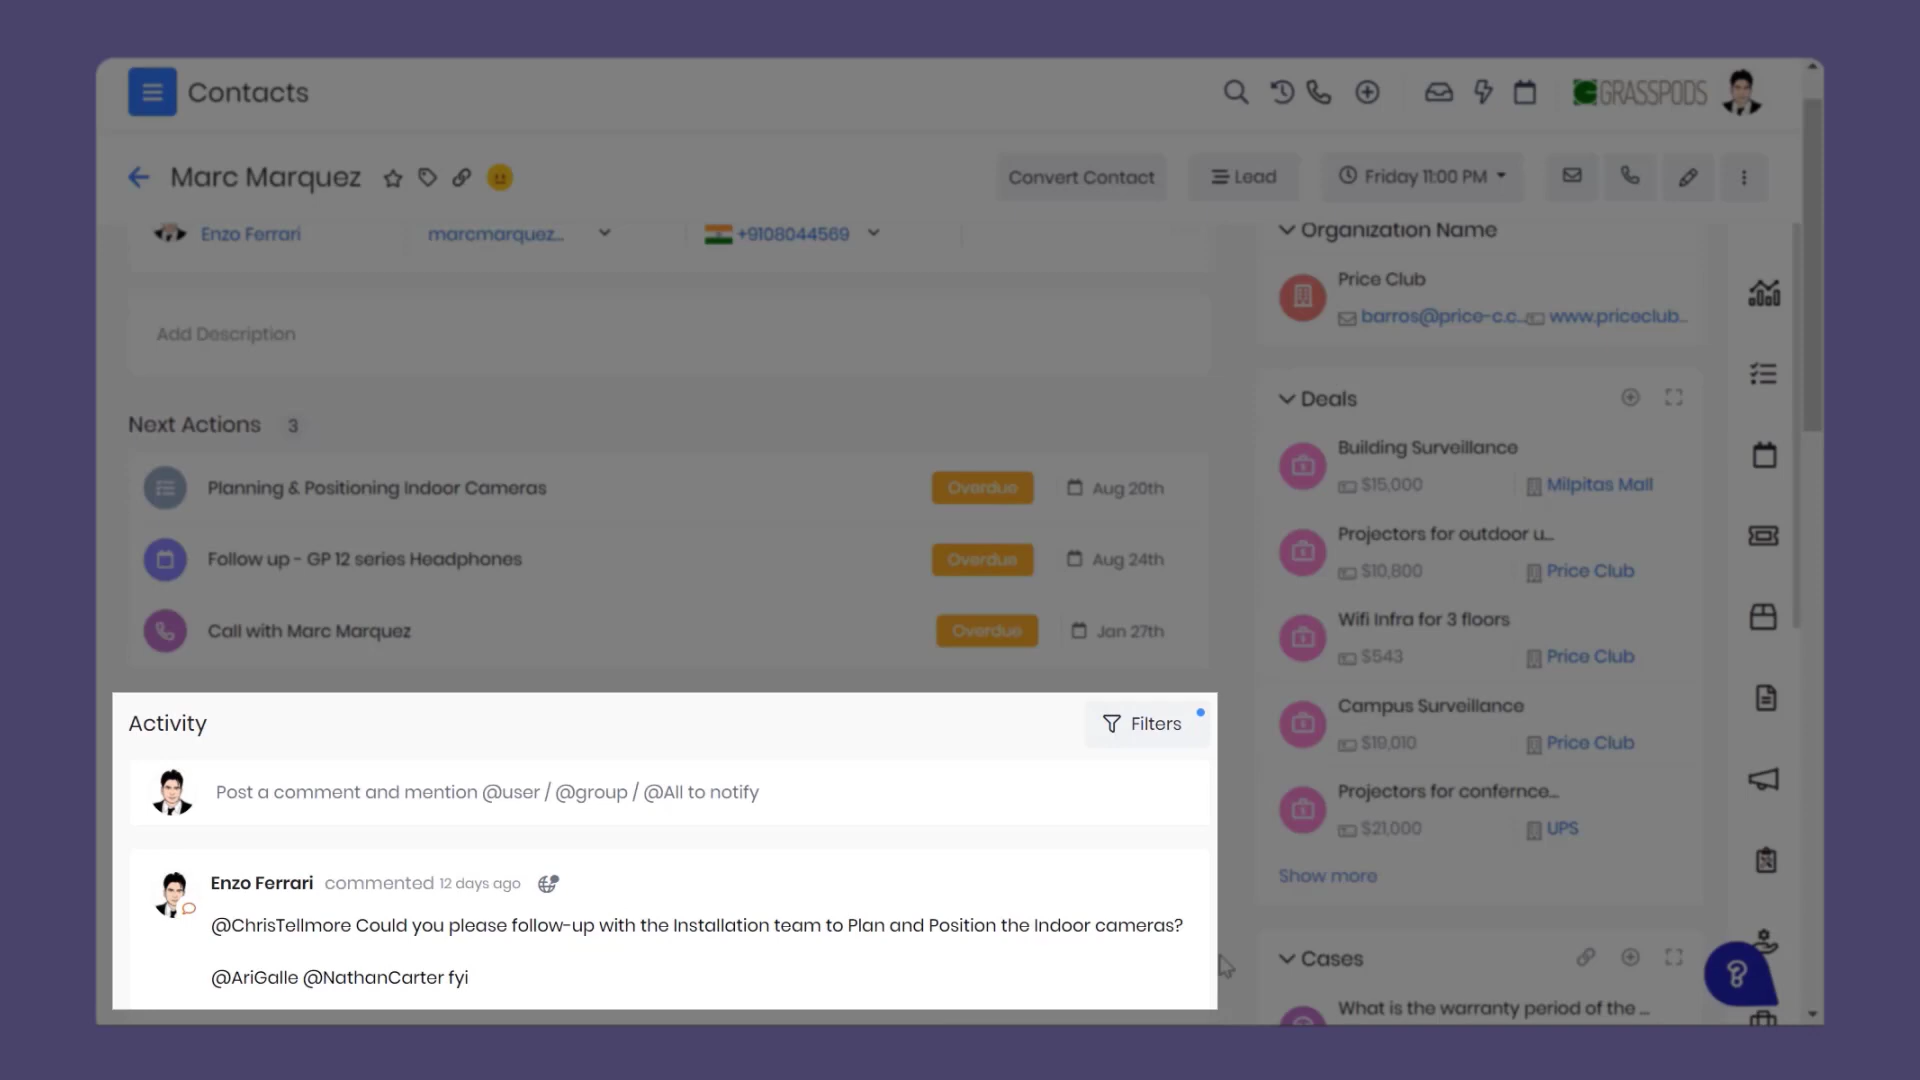 Contacts
GRASSPODS
Marc Marquez
Convert Contact
Lead
Friday 11:00 PM
Enzo Ferrari
marcmarquez...
+9108044569
Organization Name
Price Club
barros@price-c.c...
www.priceclub...
Add Description
Deals
Building Surveillance
$15,000
Milpitas Mall
Projectors for outdoor u...
$10,800
Price Club
Wifi Infra for 3 floors
$543
Price Club
Campus Surveillance
$19,010
Price Club
Projectors for confernce...
$21,000
UPS
Show more
Next Actions 3
Planning & Positioning Indoor Cameras
Overdue
Aug 20th
Follow up - GP 12 series Headphones
Overdue
Aug 24th
Call with Marc Marquez
Overdue
Jan 27th
Activity
Filters
Post a comment and mention @user / @group / @All to notify
Enzo Ferrari commented 12 days ago
@ChrisTellmore Could you please follow-up with the Installation team to Plan and Position the Indoor cameras?
@AriGalle @NathanCarter fyi
Cases
What is the warranty period of the ...